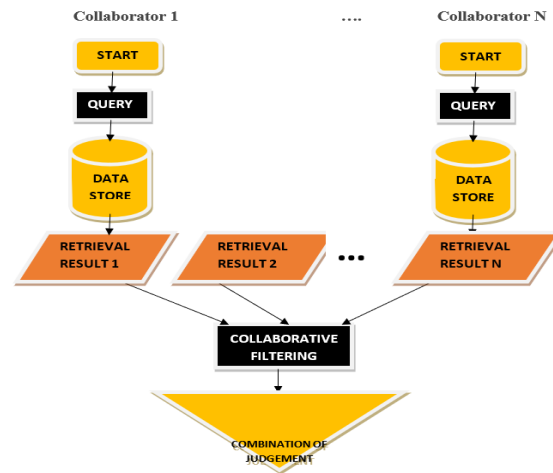 Collaborator 1 .... Collaborator N
START START
QUERY QUERY
DATA DATA
STORE STORE
RETRIEVAL RETRIEVAL ... RETRIEVAL
RESULT 1 RESULT 2 RESULT N
COLLABORATIVE
FILTERING
COMBINATION OF
JUDGEMENT